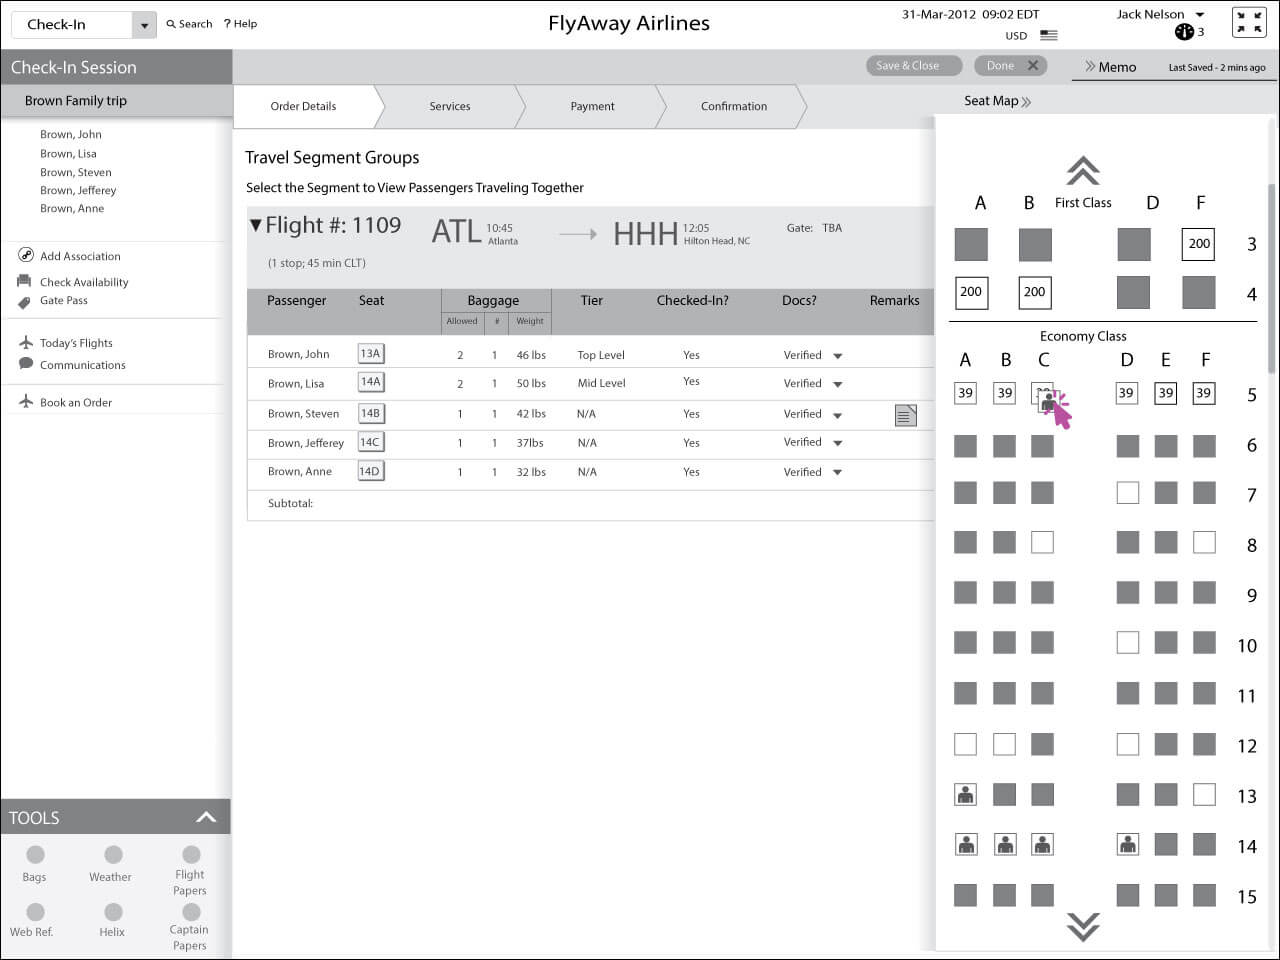 Check-In
Search
? Help
FlyAway Airlines
31-Mar-2012 09:02 EDT
USD
Jack Nelson
3
Check-In Session
Save & Close
Done
Memo
Last Saved - 2 mins ago
Brown Family trip
Brown, John
Brown, Lisa
Brown, Steven
Brown, Jefferey
Brown, Anne
Add Association
Check Availability
Gate Pass
Today's Flights
Communications
Book an Order
TOOLS
Bags
Weather
Flight
Papers
Web Ref.
Helix
Captain
Papers
Order Details
Services
Payment
Confirmation
Travel Segment Groups
Select the Segment to View Passengers Traveling Together
Flight #: 1109
(1 stop; 45 min CLT)
ATL
10:45
Atlanta
HHH
12:05
Hilton Head, NC
Gate: TBA
Passenger Seat Baggage Tier Checked-In? Docs? Remarks
Allowed # Weight
Brown, John 13A 2 1 46 lbs Top Level Yes Verified
Brown, Lisa 14A 2 1 50 lbs Mid Level Yes Verified
Brown, Steven 14B 1 1 42 lbs N/A Yes Verified
Brown, Jefferey 14C 1 1 37lbs N/A Yes Verified
Brown, Anne 14D 1 1 32 lbs N/A Yes Verified
Subtotal:
Seat Map
A B First Class D F
200 3
200 200 4
Economy Class
A B C D E F
39 39 39 39 39 5
6
7
8
9
10
11
12
13
14
15